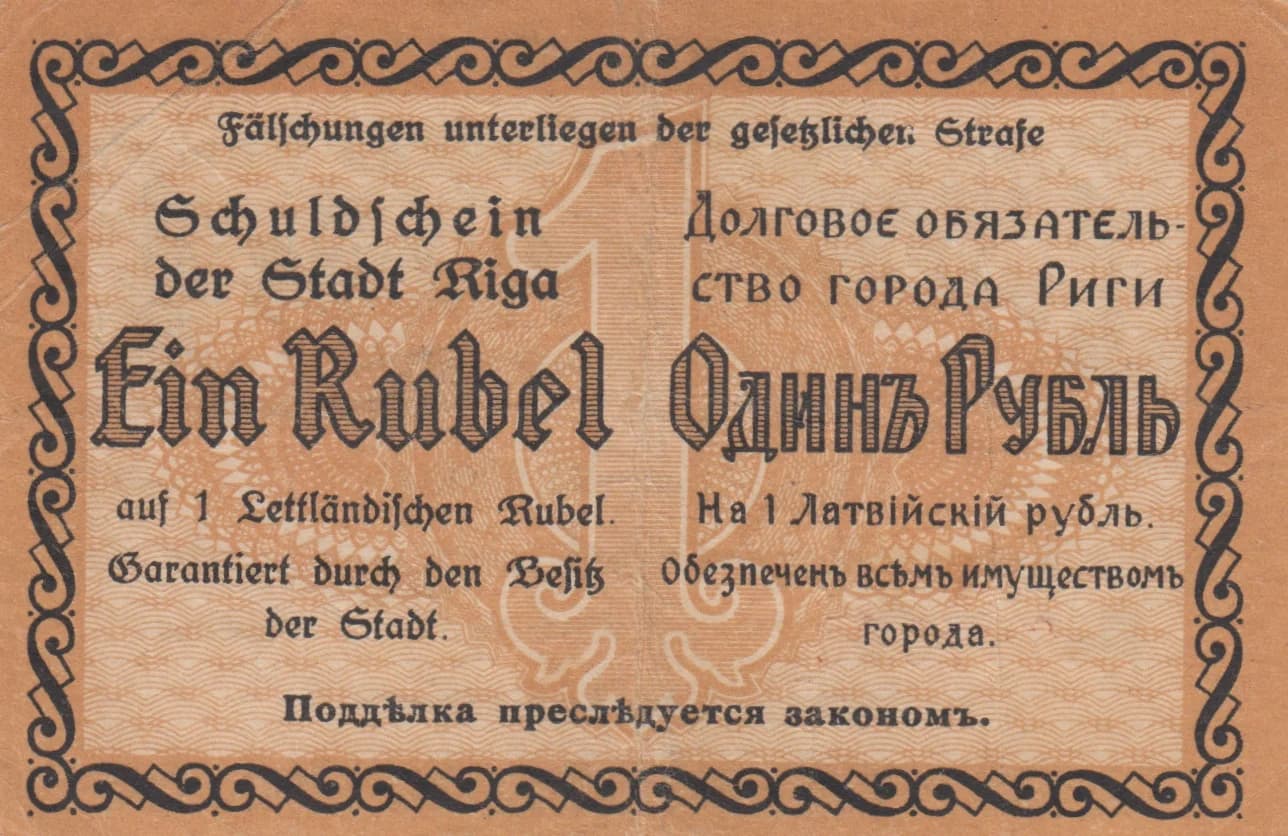 Fälschungen unterliegen der gesetzlichen Strafe
Schuldschein
der Stadt Riga
Ein Rubel
auf 1 Lettländischen Rubel.
Garantiert durch den Besitz
der Stadt.
Долговое обязатель-
ство города Риги
Одинъ Рубль
На 1 Латвійскій рубль.
Обезпеченъ всѣмъ имуществомъ
города.
1
Поддѣлка преслѣдуется закономъ.